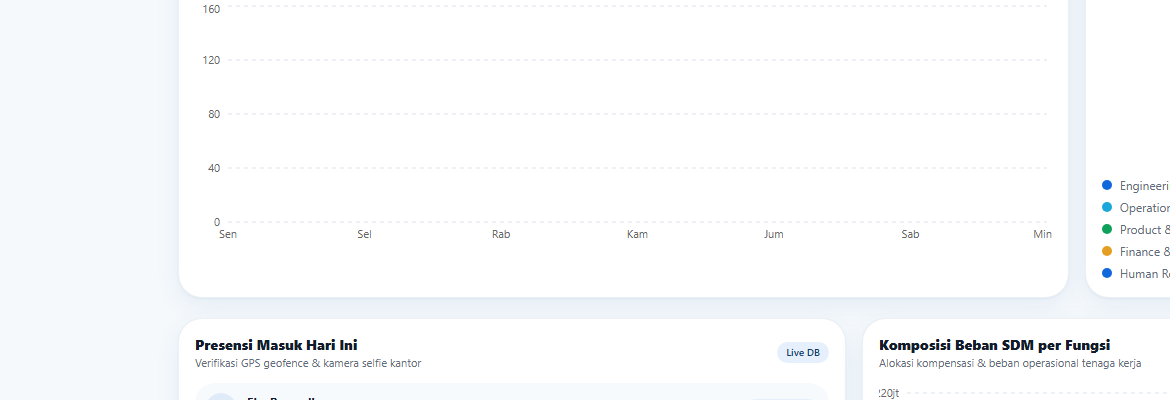 160
120
80
40
0
Sen Sel Rab Kam Jum Sab Min
Engineeri
Operation
Product &
Finance &
Human Re
Presensi Masuk Hari Ini
Verifikasi GPS geofence & kamera selfie kantor
Live DB
Komposisi Beban SDM per Fungsi
Alokasi kompensasi & beban operasional tenaga kerja
20jt